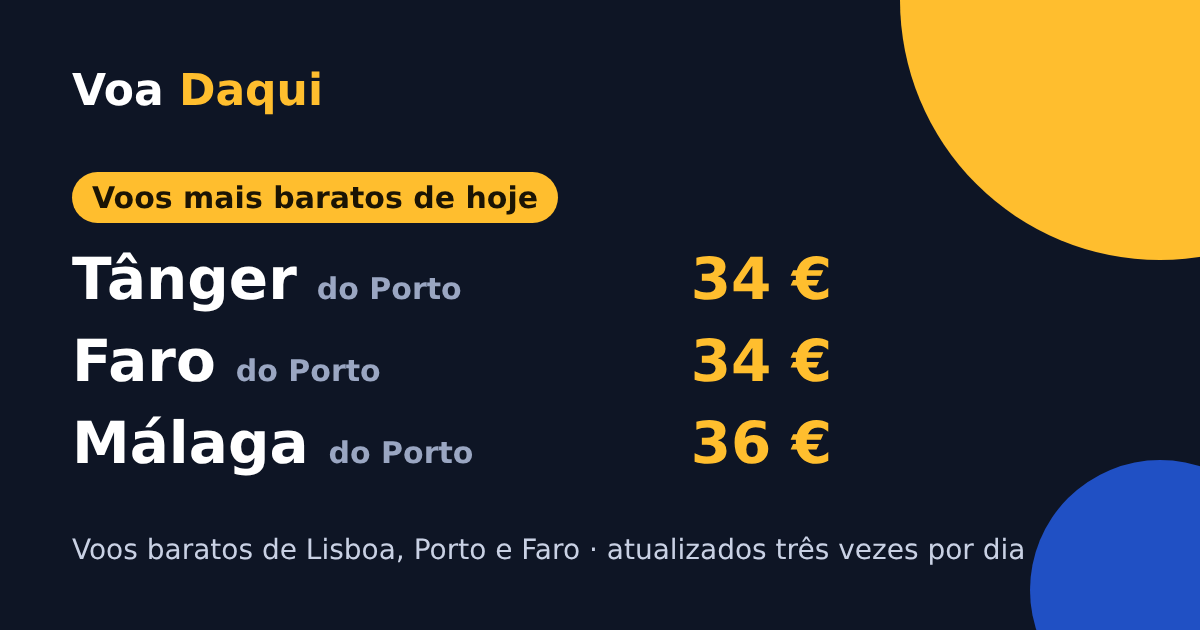 Voa Daqui
Voos mais baratos de hoje
Tânger do Porto 34 €
Faro do Porto 34 €
Málaga do Porto 36 €
Voos baratos de Lisboa, Porto e Faro · atualizados três vezes por dia